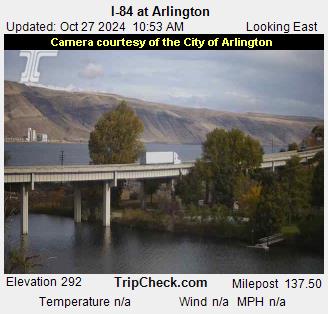 I-84 at Arlington
Updated: Oct 27 2024 10:53 AM Looking East
Camera courtesy of the City of Arlington
Elevation 292 TripCheck.com Milepost 137.50
Temperature n/a Wind n/a MPH n/a